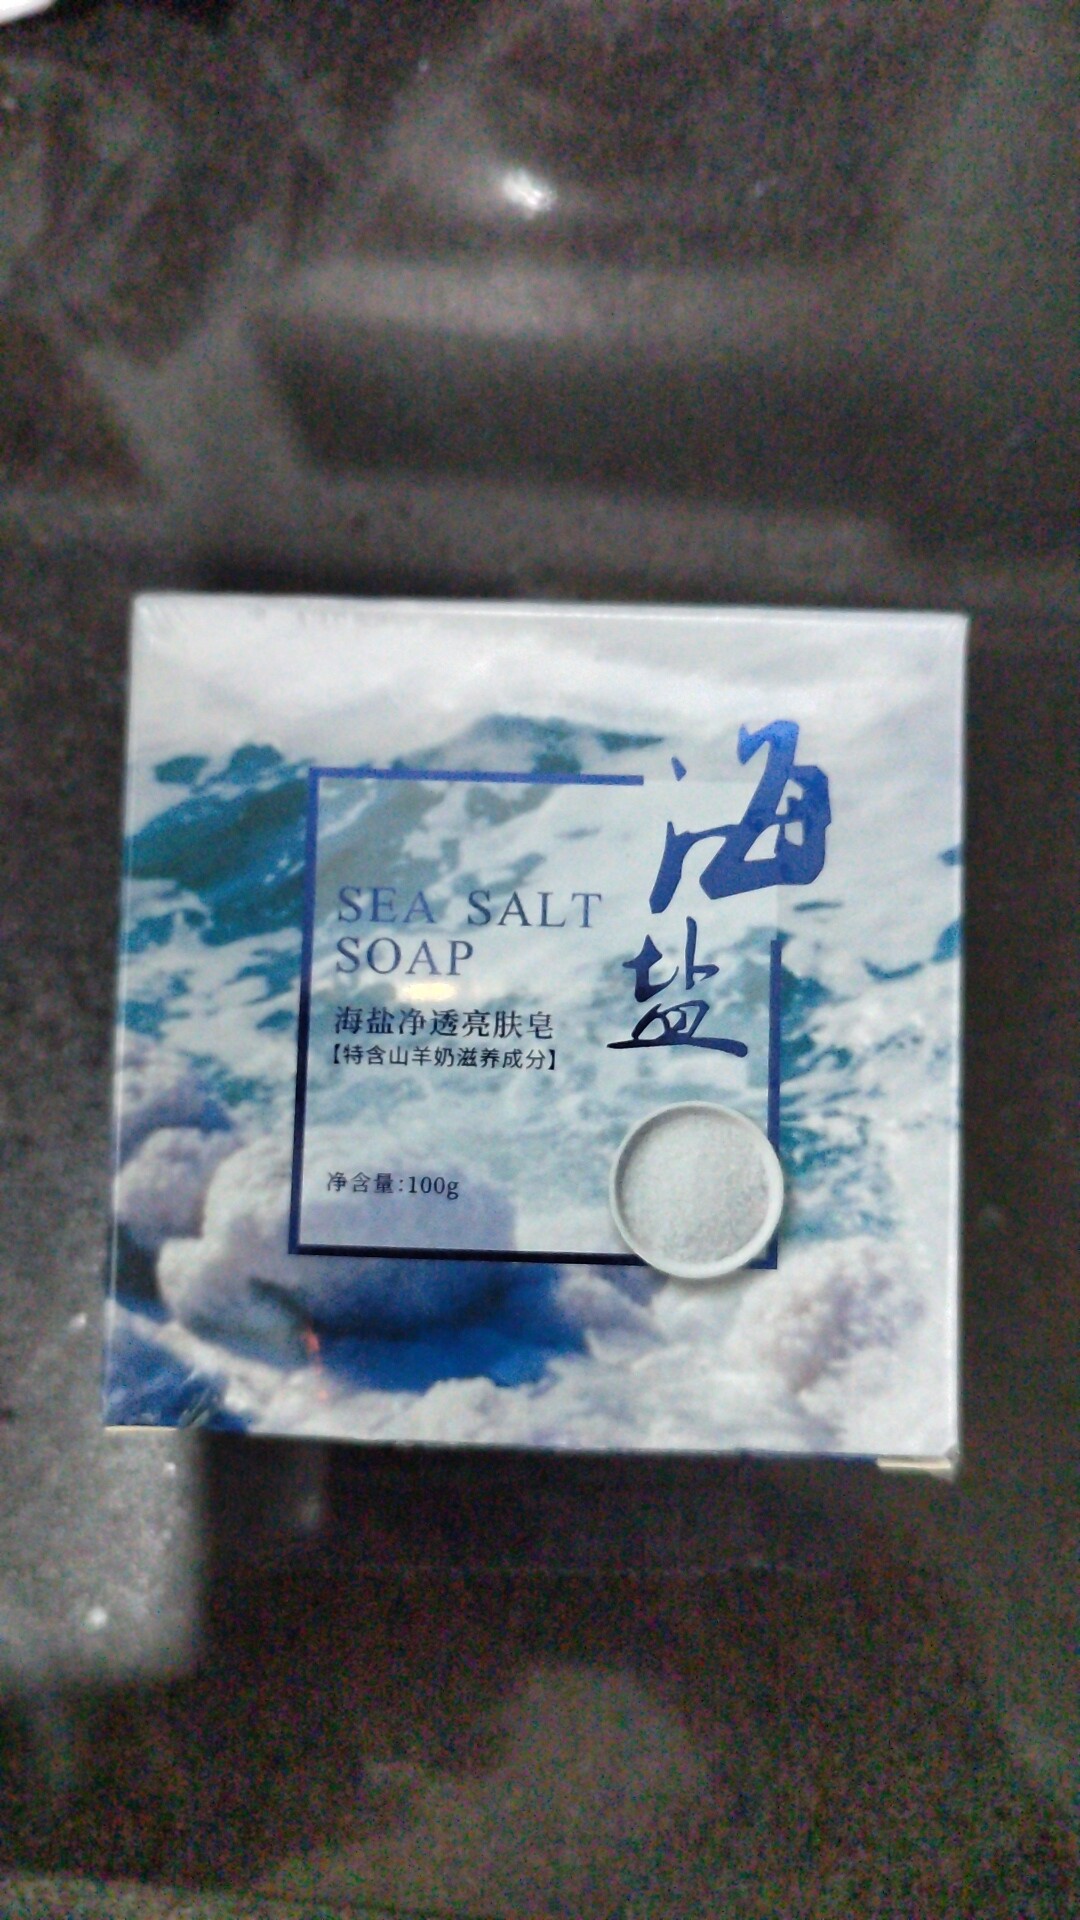 海
盐
SEA SALT
SOAP
海盐净透亮肤皂
【特含山羊奶滋养成分】
净含量:100g